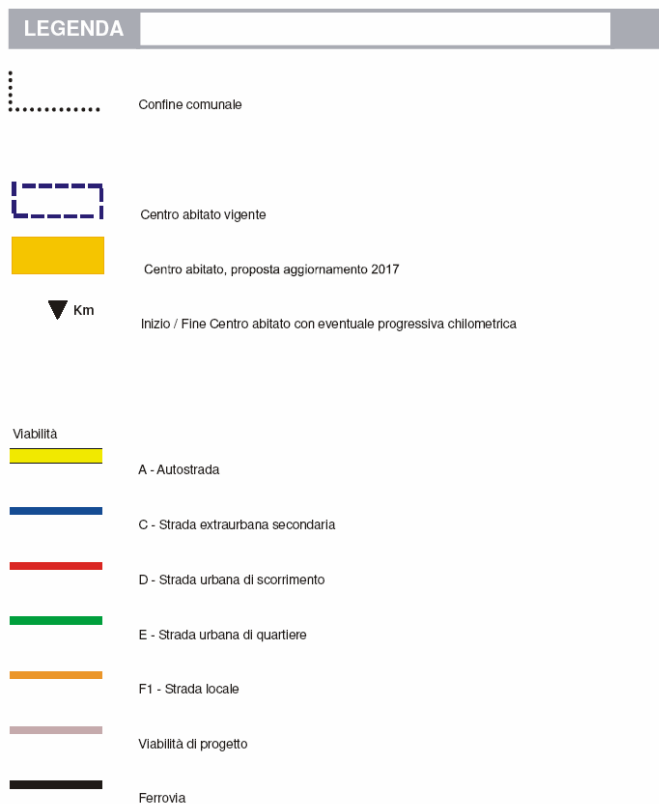 LEGENDA
Confine comunale
Centro abitato vigente
Centro abitato, proposta aggiornamento 2017
Km
Inizio / Fine Centro abitato con eventuale progressiva chilometrica
Viabilità
A - Autostrada
C - Strada extraurbana secondaria
D - Strada urbana di scorrimento
E - Strada urbana di quartiere
F1 - Strada locale
Viabilità di progetto
Ferrovia